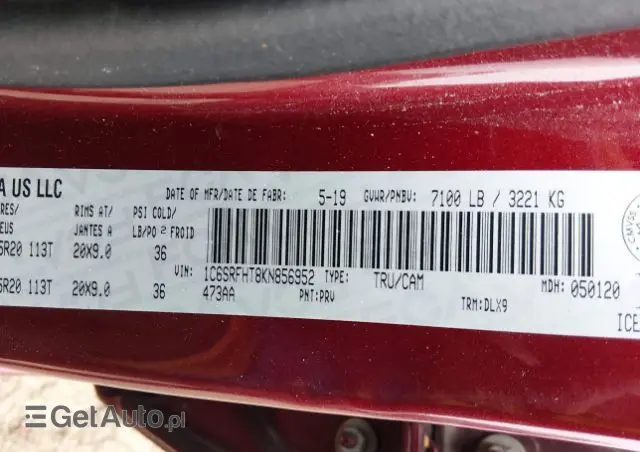 A US LLC
DATE OF MFR/DATE DE FABR: 5-19 GVWR/PNBV: 7100 LB / 3221 KG
RES/ RIMS AT/ PSI COLD/
EUS JANTES A LB/PO 2 FROID
5R20 113T 20X9.0 36
VIN: 1C6SRFHT8KN856952 TYPE: TRU/CAM MDH: 050120
5R20 113T 20X9.0 36 473AA PNT: PRV TRM: DLX9
ICE
GetAuto.pl